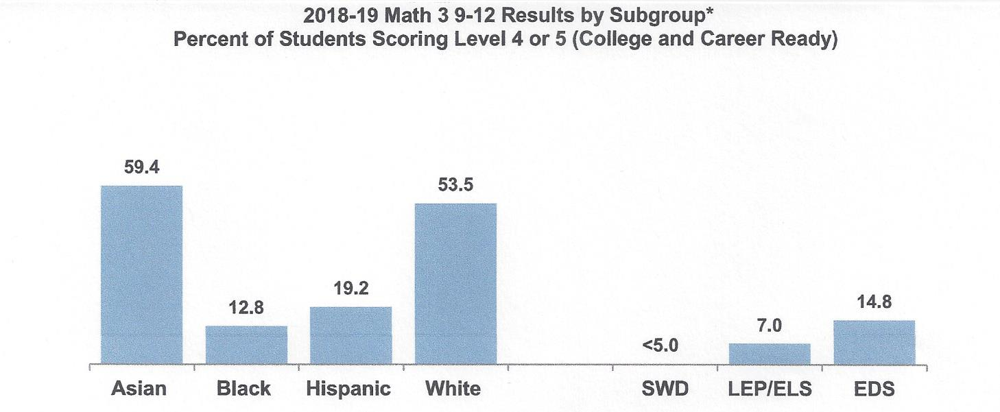 2018-19 Math 3 9-12 Results by Subgroup*
Percent of Students Scoring Level 4 or 5 (College and Career Ready)
59.4
53.5
19.2
12.8
14.8
7.0
<5.0
Asian Black Hispanic White SWD LEP/ELS EDS